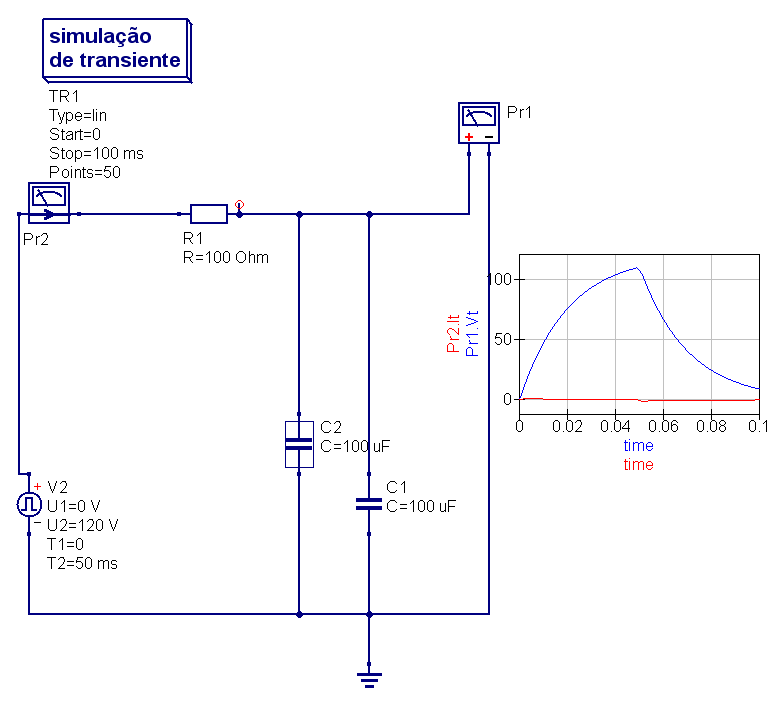 simulação
de transiente
TR1
Type=lin
Start=0
Stop=100 ms
Points=50
Pr1
+ −
Pr2
R1
R=100 Ohm
C2
C=100 uF
C1
C=100 uF
+
V2
U1=0 V
−
U2=120 V
T1=0
T2=50 ms
Pr2.It
Pr1.Vt
100
50
0
0 0.02 0.04 0.06 0.08 0.1
time
time